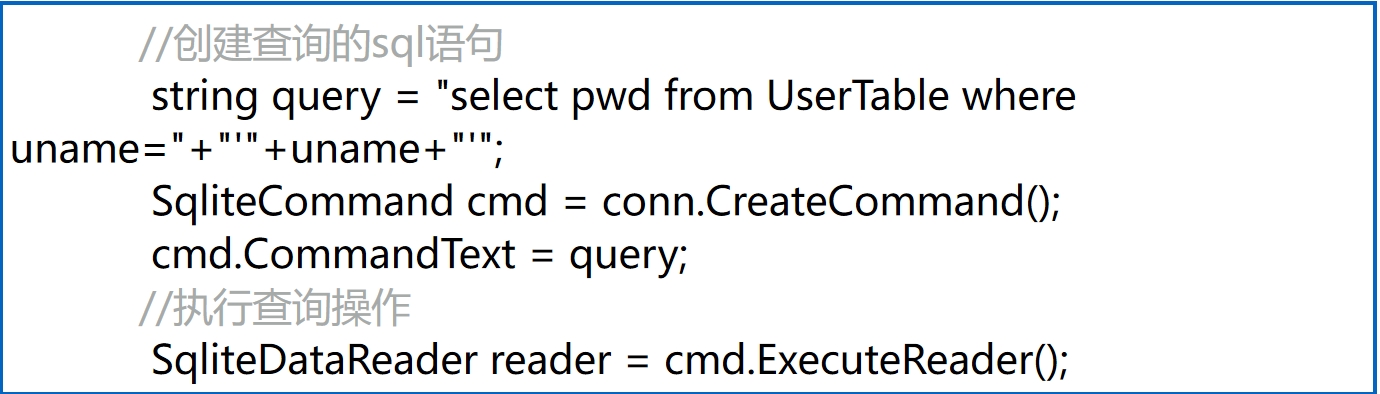 //创建查询的sql语句
string query = "select pwd from UserTable where
uname="+"'"+uname+"'";
SqliteCommand cmd = conn.CreateCommand();
cmd.CommandText = query;
//执行查询操作
SqliteDataReader reader = cmd.ExecuteReader();